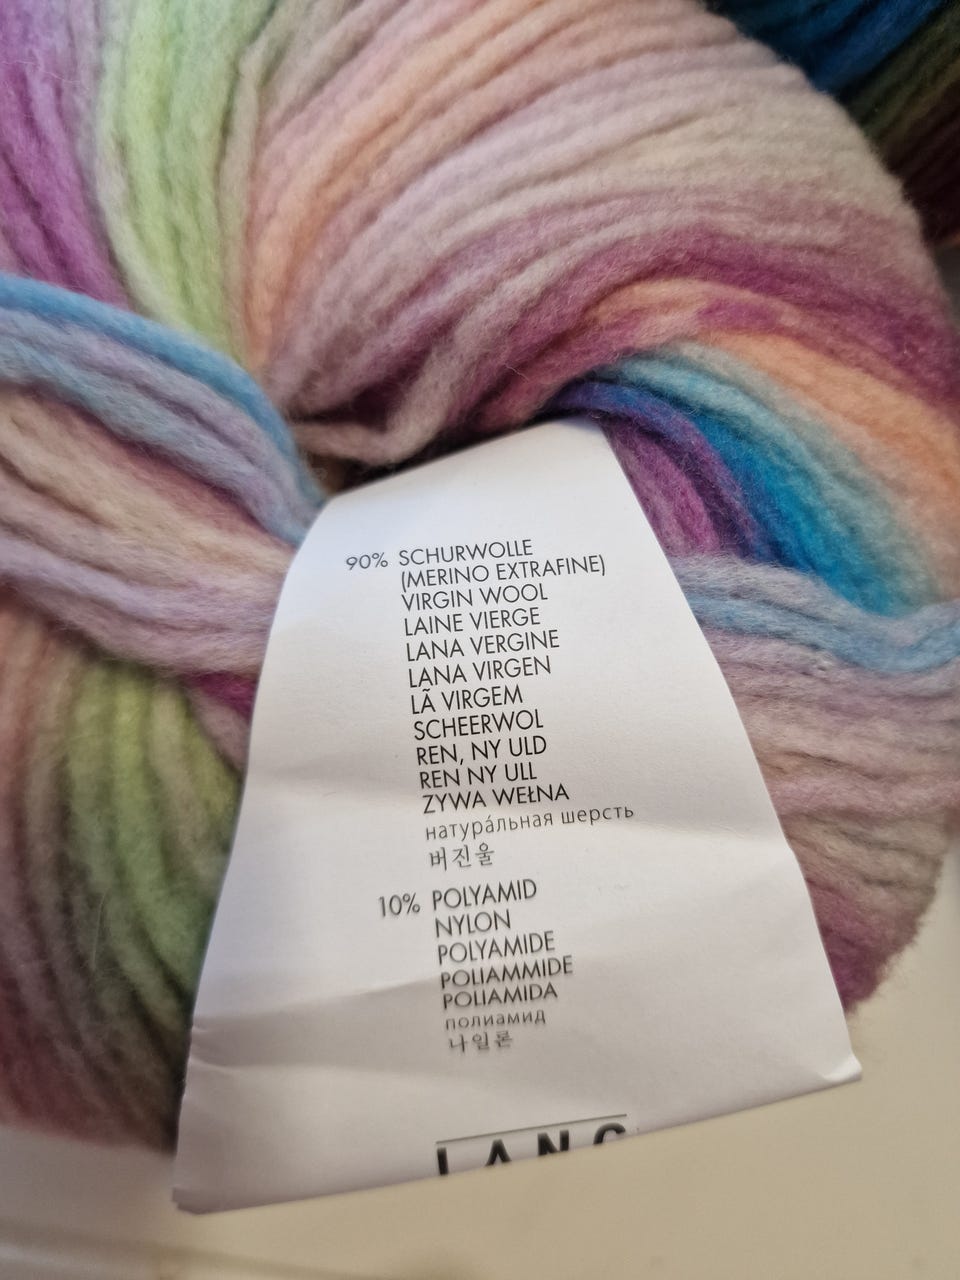 90% SCHURWOLLE
(MERINO EXTRAFINE)
VIRGIN WOOL
LAINE VIERGE
LANA VERGINE
LANA VIRGEN
LÃ VIRGEM
SCHEERWOL
REN, NY ULD
REN NY ULL
ZYWA WEŁNA
натура́льная шерсть
버진울
10% POLYAMID
NYLON
POLYAMIDE
POLIAMMIDE
POLIAMIDA
полиамид
나일론
LANG